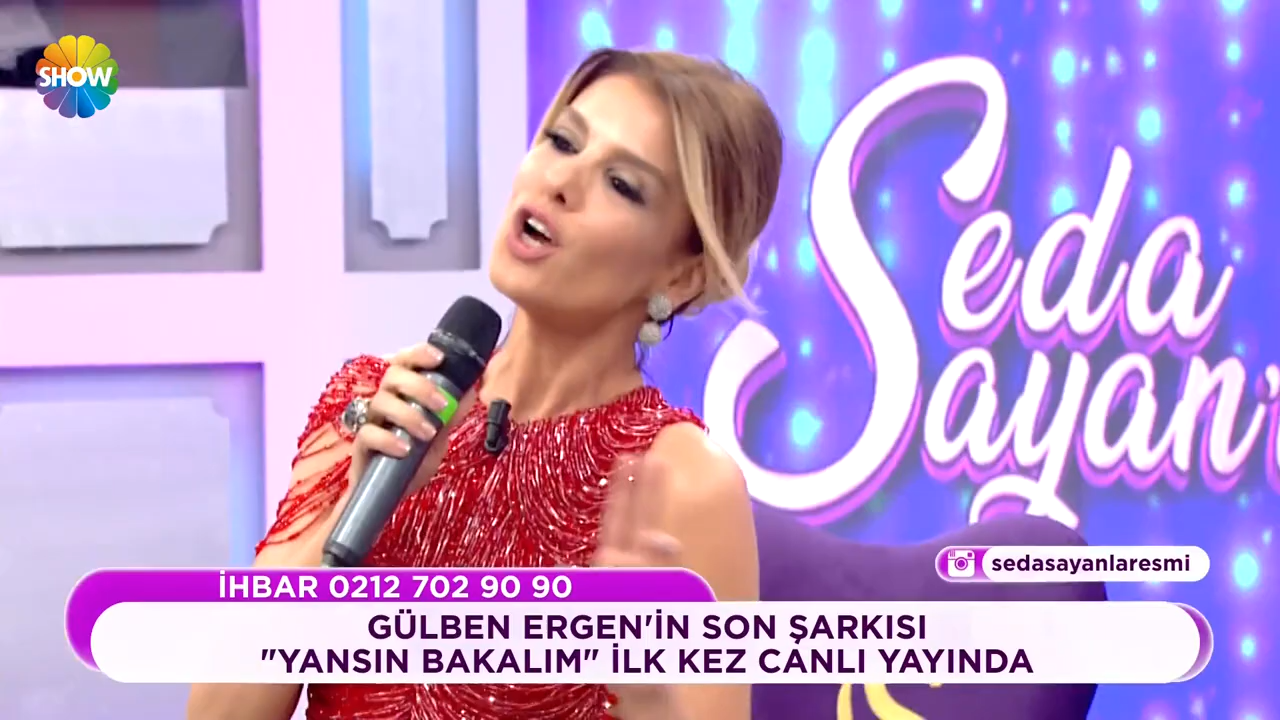 SHOW
Seda
Sayan'
İHBAR 0212 702 90 90
sedasayanlaresmi
GÜLBEN ERGEN'İN SON ŞARKISI
"YANSIN BAKALIM" İLK KEZ CANLI YAYINDA